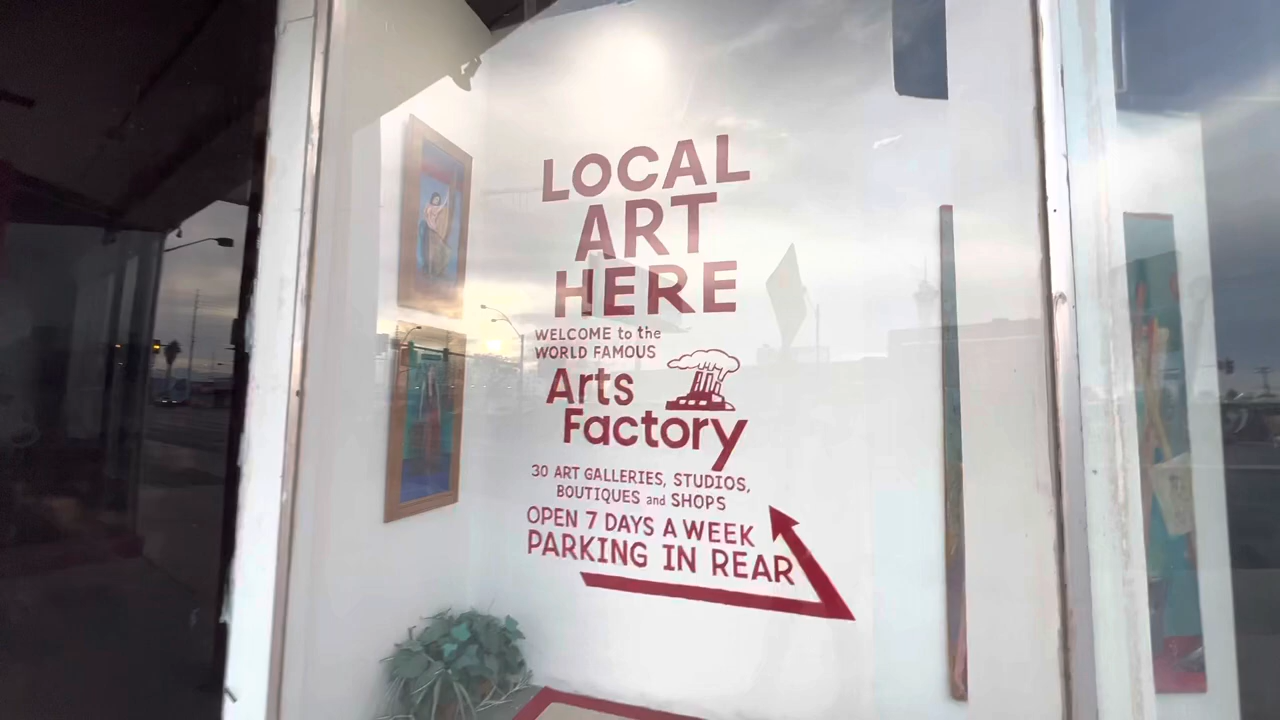 LOCAL
ART
HERE
WELCOME to the
WORLD FAMOUS
Arts
Factory
30 ART GALLERIES, STUDIOS,
BOUTIQUES and SHOPS
OPEN 7 DAYS A WEEK
PARKING IN REAR